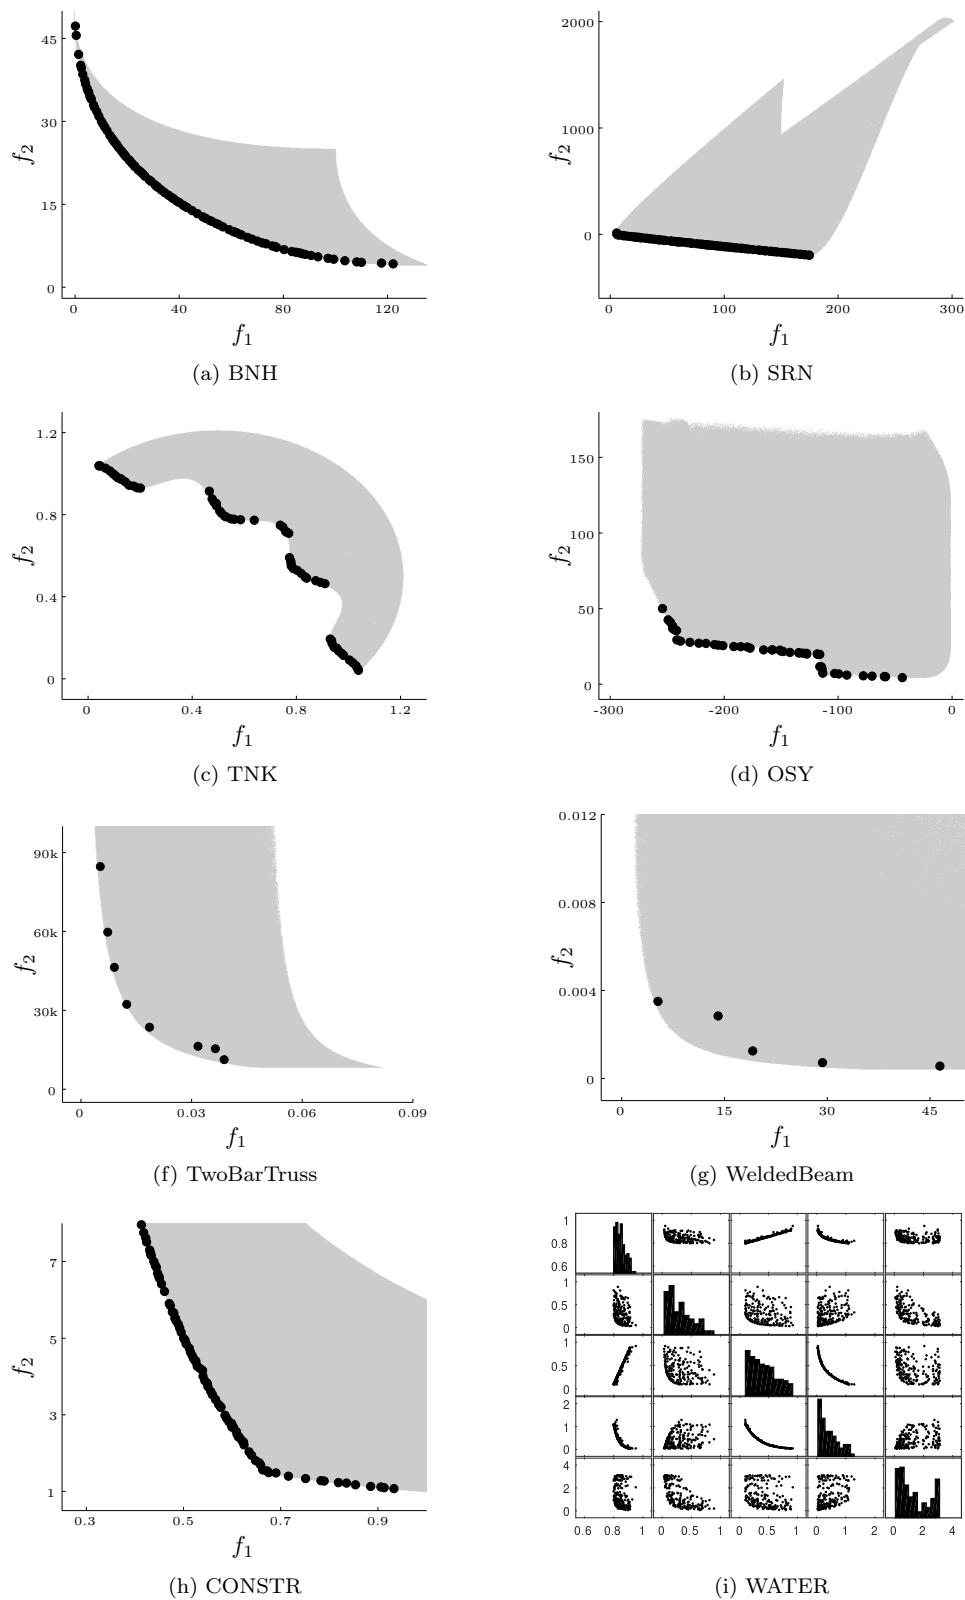 45
30
15
0
f2
0 40 80 120
f1
(a) BNH
2000
1000
0
f2
0 100 200 300
f1
(b) SRN
1.2
0.8
0.4
0
f2
0 0.4 0.8 1.2
f1
(c) TNK
150
100
50
0
f2
-300 -200 -100 0
f1
(d) OSY
90k
60k
30k
0
f2
0 0.03 0.06 0.09
f1
(f) TwoBarTruss
0.012
0.008
0.004
0
f2
0 15 30 45
f1
(g) WeldedBeam
7
5
3
1
f2
0.3 0.5 0.7 0.9
f1
(h) CONSTR
1
0.8
0.6
1
0.5
0
1
0.5
0
2
1
0
4
2
0
0.6 0.8 1 0 0.5 1 0 0.5 1 0 1 2 0 2 4
(i) WATER